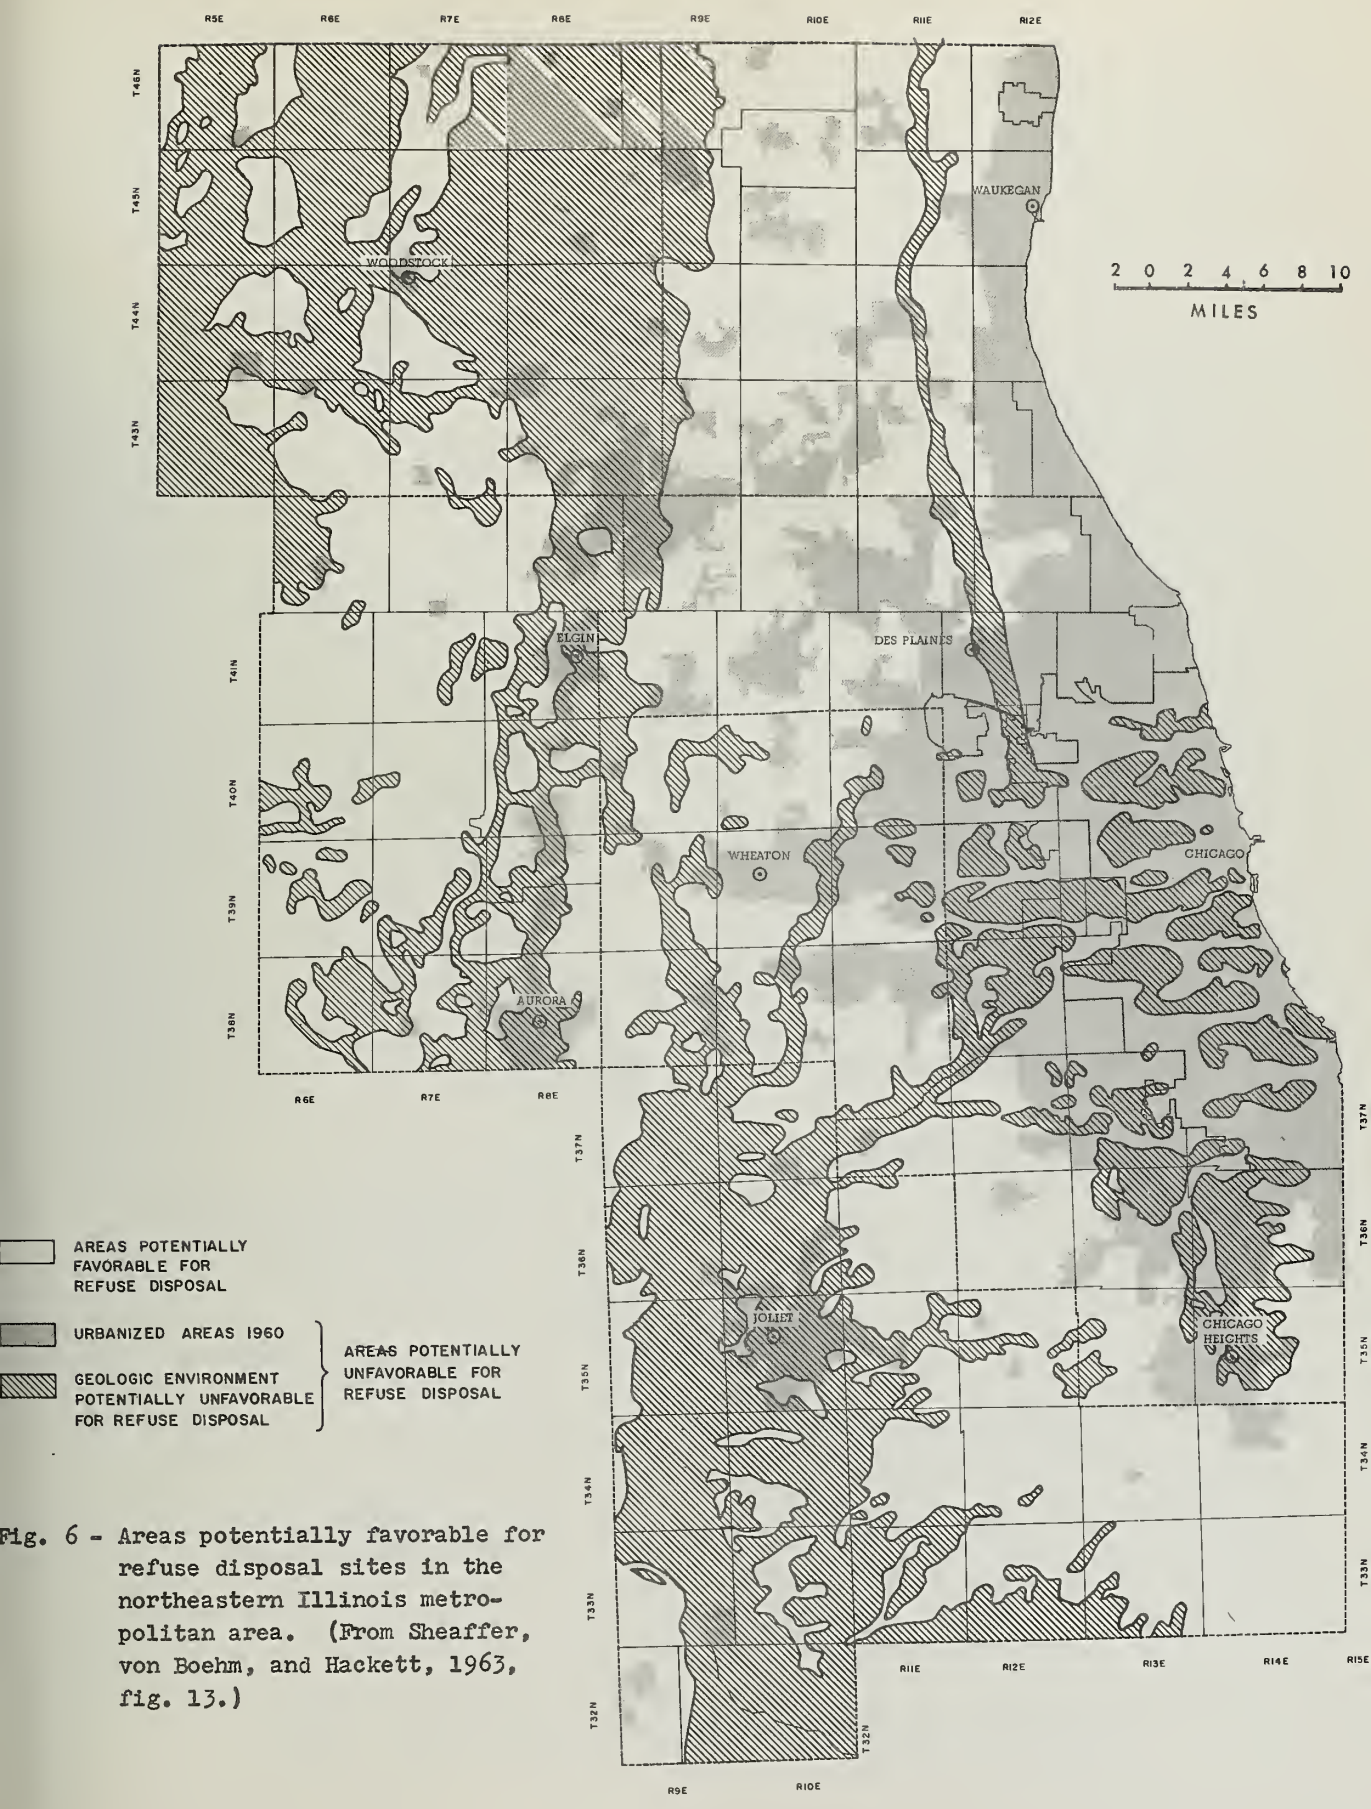 R5E R6E R7E R8E R9E R10E R11E R12E
T46N
T45N
WAUKEGAN
WOODSTOCK
2 0 2 4 6 8 10
MILES
T44N
T43N
ELGIN
DES PLAINES
T41N
T40N
WHEATON
CHICAGO
T39N
AURORA
T38N
R6E R7E R8E
T37N
T37N
T36N
T36N
JOLIET
CHICAGO
HEIGHTS
T35N
T35N
T34N
T34N
T33N
T33N
R11E R12E R13E R14E R15E
T32N
T32N
R9E R10E
AREAS POTENTIALLY
FAVORABLE FOR
REFUSE DISPOSAL
URBANIZED AREAS 1960
GEOLOGIC ENVIRONMENT
POTENTIALLY UNFAVORABLE
FOR REFUSE DISPOSAL
AREAS POTENTIALLY
UNFAVORABLE FOR
REFUSE DISPOSAL
Fig. 6 - Areas potentially favorable for
refuse disposal sites in the
northeastern Illinois metro-
politan area. (From Sheaffer,
von Boehm, and Hackett, 1963,
fig. 13.)